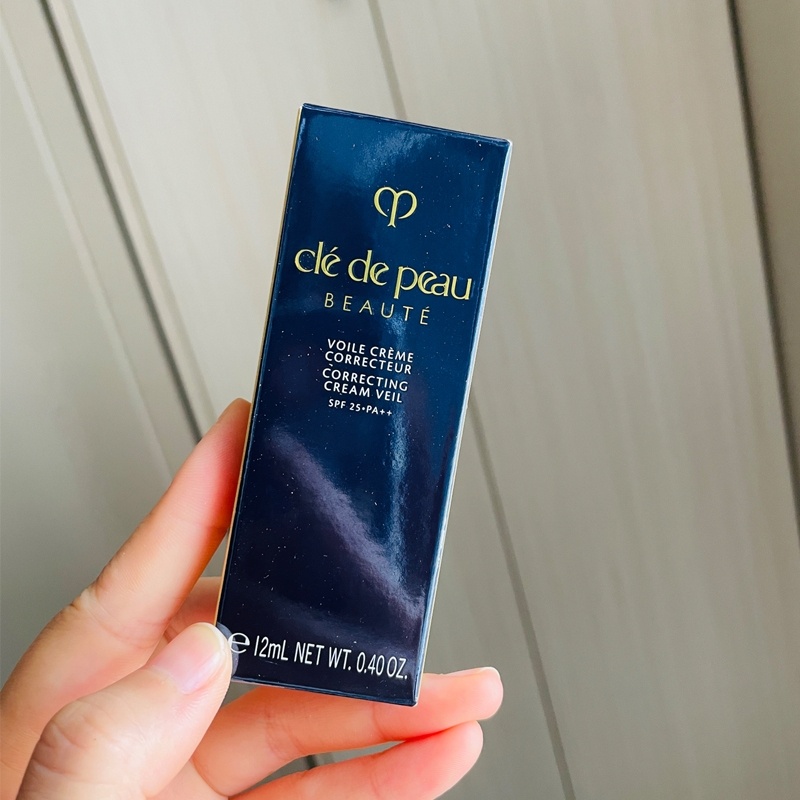 clé de peau
BEAUTÉ
VOILE CRÈME
CORRECTEUR
CORRECTING
CREAM VEIL
SPF 25•PA++
e 12mL NET WT. 0.40 OZ.